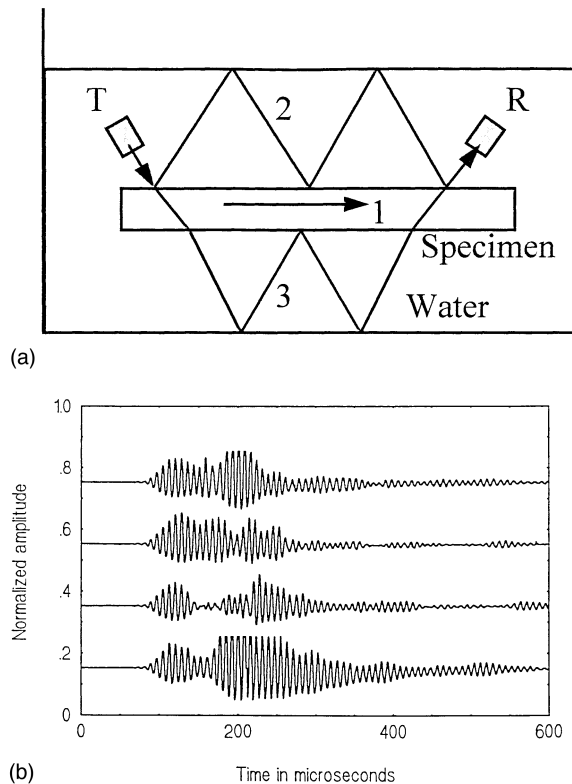 T
R
2
1
Specimen
3
Water
(a)
1.0
.8
.6
.4
.2
0
Normalized amplitude
0 200 400 600
Time in microseconds
(b)